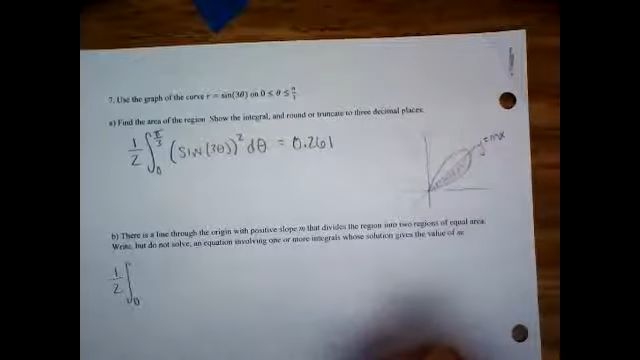 7. Use the graph of the curve r = sin(3θ) on 0 ≤ θ ≤ π/3
a) Find the area of the region. Show the integral, and round or truncate to three decimal places.
1/2 ∫₀^(π/3) (sin(3θ))² dθ = 0.261
y=mx
b) There is a line through the origin with positive slope m that divides the region into two regions of equal area.
Write, but do not solve, an equation involving one or more integrals whose solution gives the value of m
1/2 ∫₀